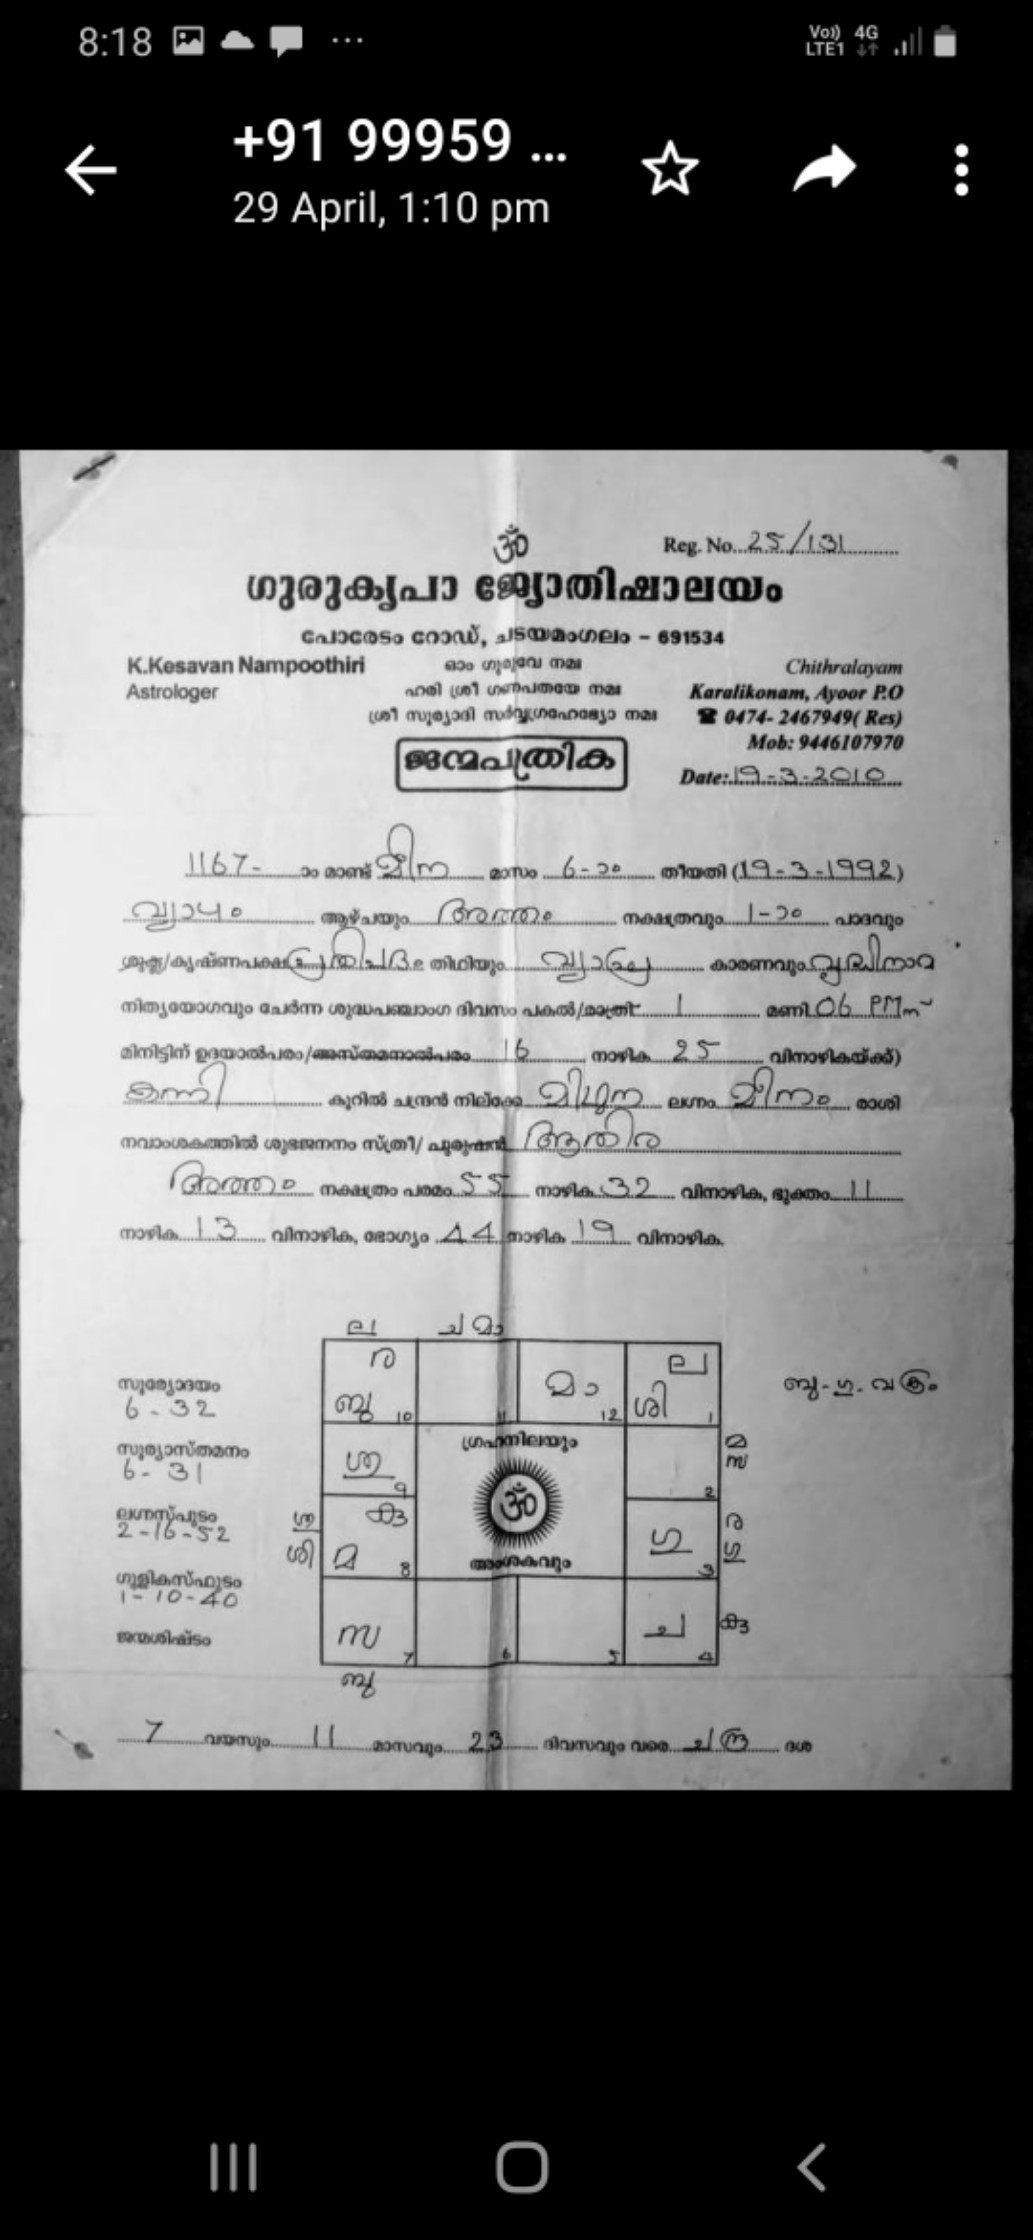 8:18 ...
Vo)) 4G
LTE1
+91 99959 ...
29 April, 1:10 pm
ॐ
Reg. No. 25/131
ഗുരുകൃപാ ജ്യോതിഷാലയം
പോരേടം റോഡ്, ചടയമംഗലം - 691534
K.Kesavan Nampoothiri ഓം ഗുരുവേ നമഃ Chithralayam
Astrologer ഹരി ശ്രീ ഗണപതയേ നമഃ Karalikonam, Ayoor P.O
ശ്രീ സൂര്യാദി സർവ്വഗ്രഹേഭ്യോ നമഃ ☎ 0474- 2467949( Res)
Mob: 9446107970
ജന്മപത്രിക
Date: 19-3-2010
1167- ാം മാണ്ട് മീന മാസം 6-ാം തീയതി (19-3-1992)
വ്യാഴം ആഴ്ചയും അത്തം നക്ഷത്രവും 1-ാം പാദവും
ശുക്ല/കൃഷ്ണപക്ഷ പ്രതിപദ തിഥിയും കാരണവും
നിത്യയോഗവും ചേർന്ന ശുദ്ധപഞ്ചാംഗ ദിവസം പകൽ/രാത്രി 1 മണി 06 PM ന്
മിനിട്ടിന് ഉദയാൽപരം/അസ്തമനാൽപരം 16 നാഴിക 25 വിനാഴികയ്ക്ക്)
കന്നി കൂറിൽ ചന്ദ്രൻ നില്ക്കേ മിഥുന ലഗ്നം മീനം രാശി
നവാംശകത്തിൽ ശുഭജനനം സ്ത്രീ/ പുരുഷൻ ആതിര
അത്തം നക്ഷത്രം പരമം 55 നാഴിക 32 വിനാഴിക, ഭുക്തം 11
നാഴിക 13 വിനാഴിക, ഭോഗ്യം 44 നാഴിക 19 വിനാഴിക.
ല ച മാ
ര മാ ല
ബു 10 11 12 ശി 1
ബു-ഗു-വക്രം
സൂര്യോദയം
6-32
ഗ്രഹനിലയും
മ
സ
ശു 9 2
സൂര്യാസ്തമനം
6-31
ॐ
ലഗ്നസ്ഫുടം
2-16-52
ശു
ശി
കു
മ 8 ഗു 3
ര
ഗു
അംശകവും
ഗുളികസ്ഫുടം
1-10-40
ജന്മശിഷ്ടം
സ 7 6 5 ച 4 കു
ബു
7 വയസും 11 മാസവും 23 ദിവസവും വരെ ചന്ദ്ര ദശ